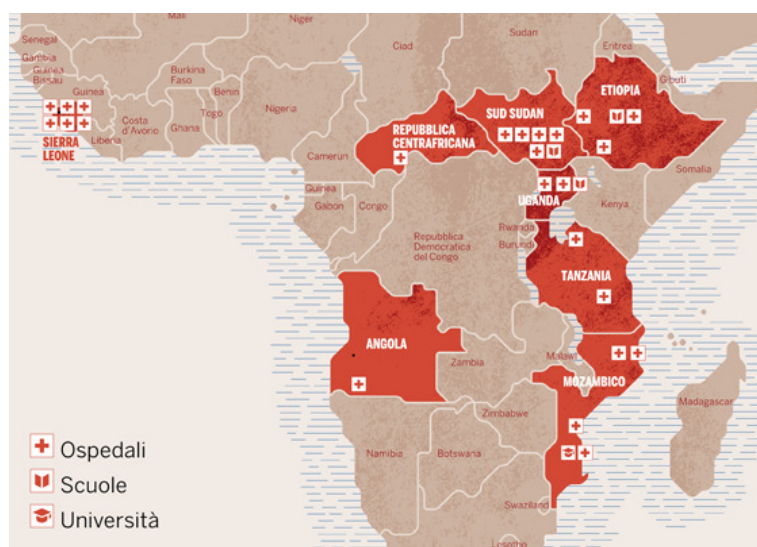 Mali
Niger
Sudan
Eritrea
Senegal
Ciad
Gambia
Guinea
Bissau
Burkina
Faso
Gibuti
Guinea
Benin
ETIOPIA
SUD SUDAN
Costa
d'Avorio
Togo
Nigeria
REPUBBLICA
CENTRAFRICANA
Ghana
SIERRA
LEONE
Liberia
Camerun
Somalia
Guinea
UGANDA
Gabon
Congo
Kenya
Repubblica
Democratica
del Congo
Rwanda
Burundi
TANZANIA
ANGOLA
Malawi
Zambia
MOZAMBICO
Madagascar
Zimbabwe
Ospedali
Namibia
Botswana
Scuole
Swaziland
Università
Lesotho